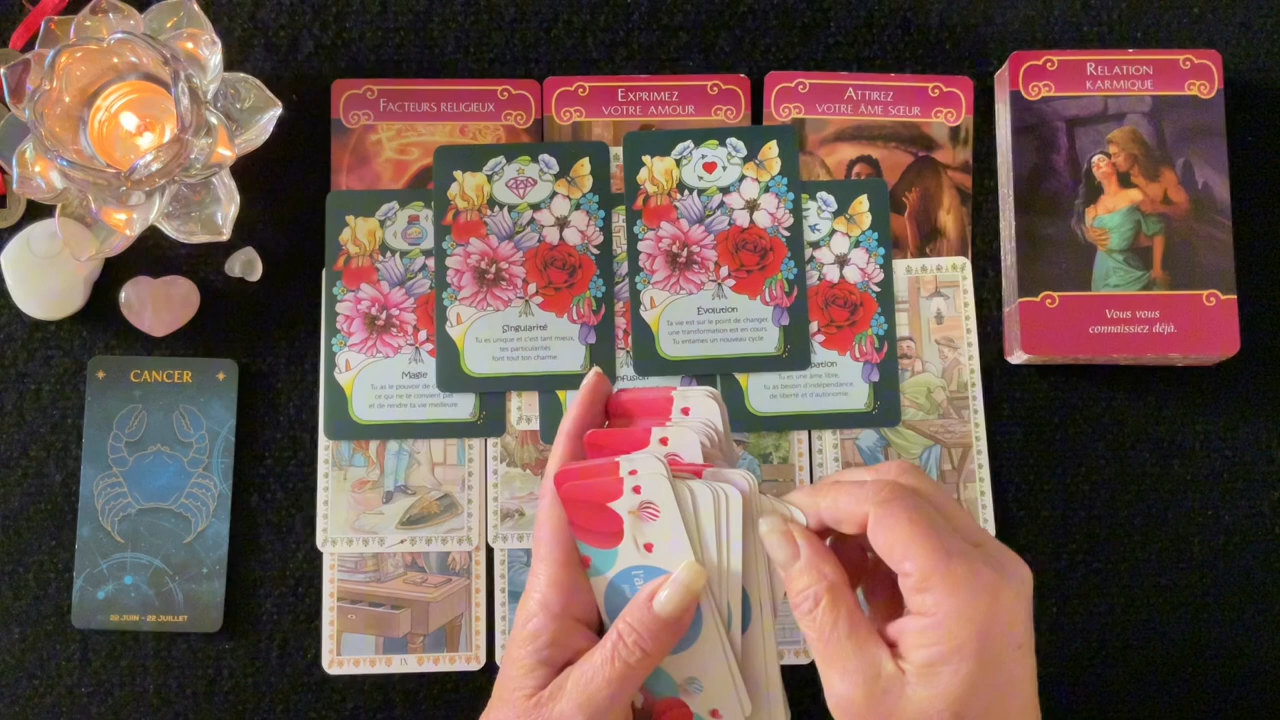 FACTEURS RELIGIEUX
EXPRIMEZ
VOTRE AMOUR
ATTIREZ
VOTRE ÂME SŒUR
RELATION
KARMIQUE
Vous vous
connaissiez déjà.
Singularité
Tu es unique et c'est tant mieux,
tes particularités
font tout ton charme
Évolution
Ta vie est sur le point de changer,
une transformation est en cours
Tu entames un nouveau cycle
Magie
Tu as le pouvoir de
ce qui ne te convient pas
et de rendre ta vie meilleure
Tu es une âme libre,
tu as besoin d'indépendance,
de liberté et d'autonomie
CANCER
22 JUIN - 22 JUILLET
IX